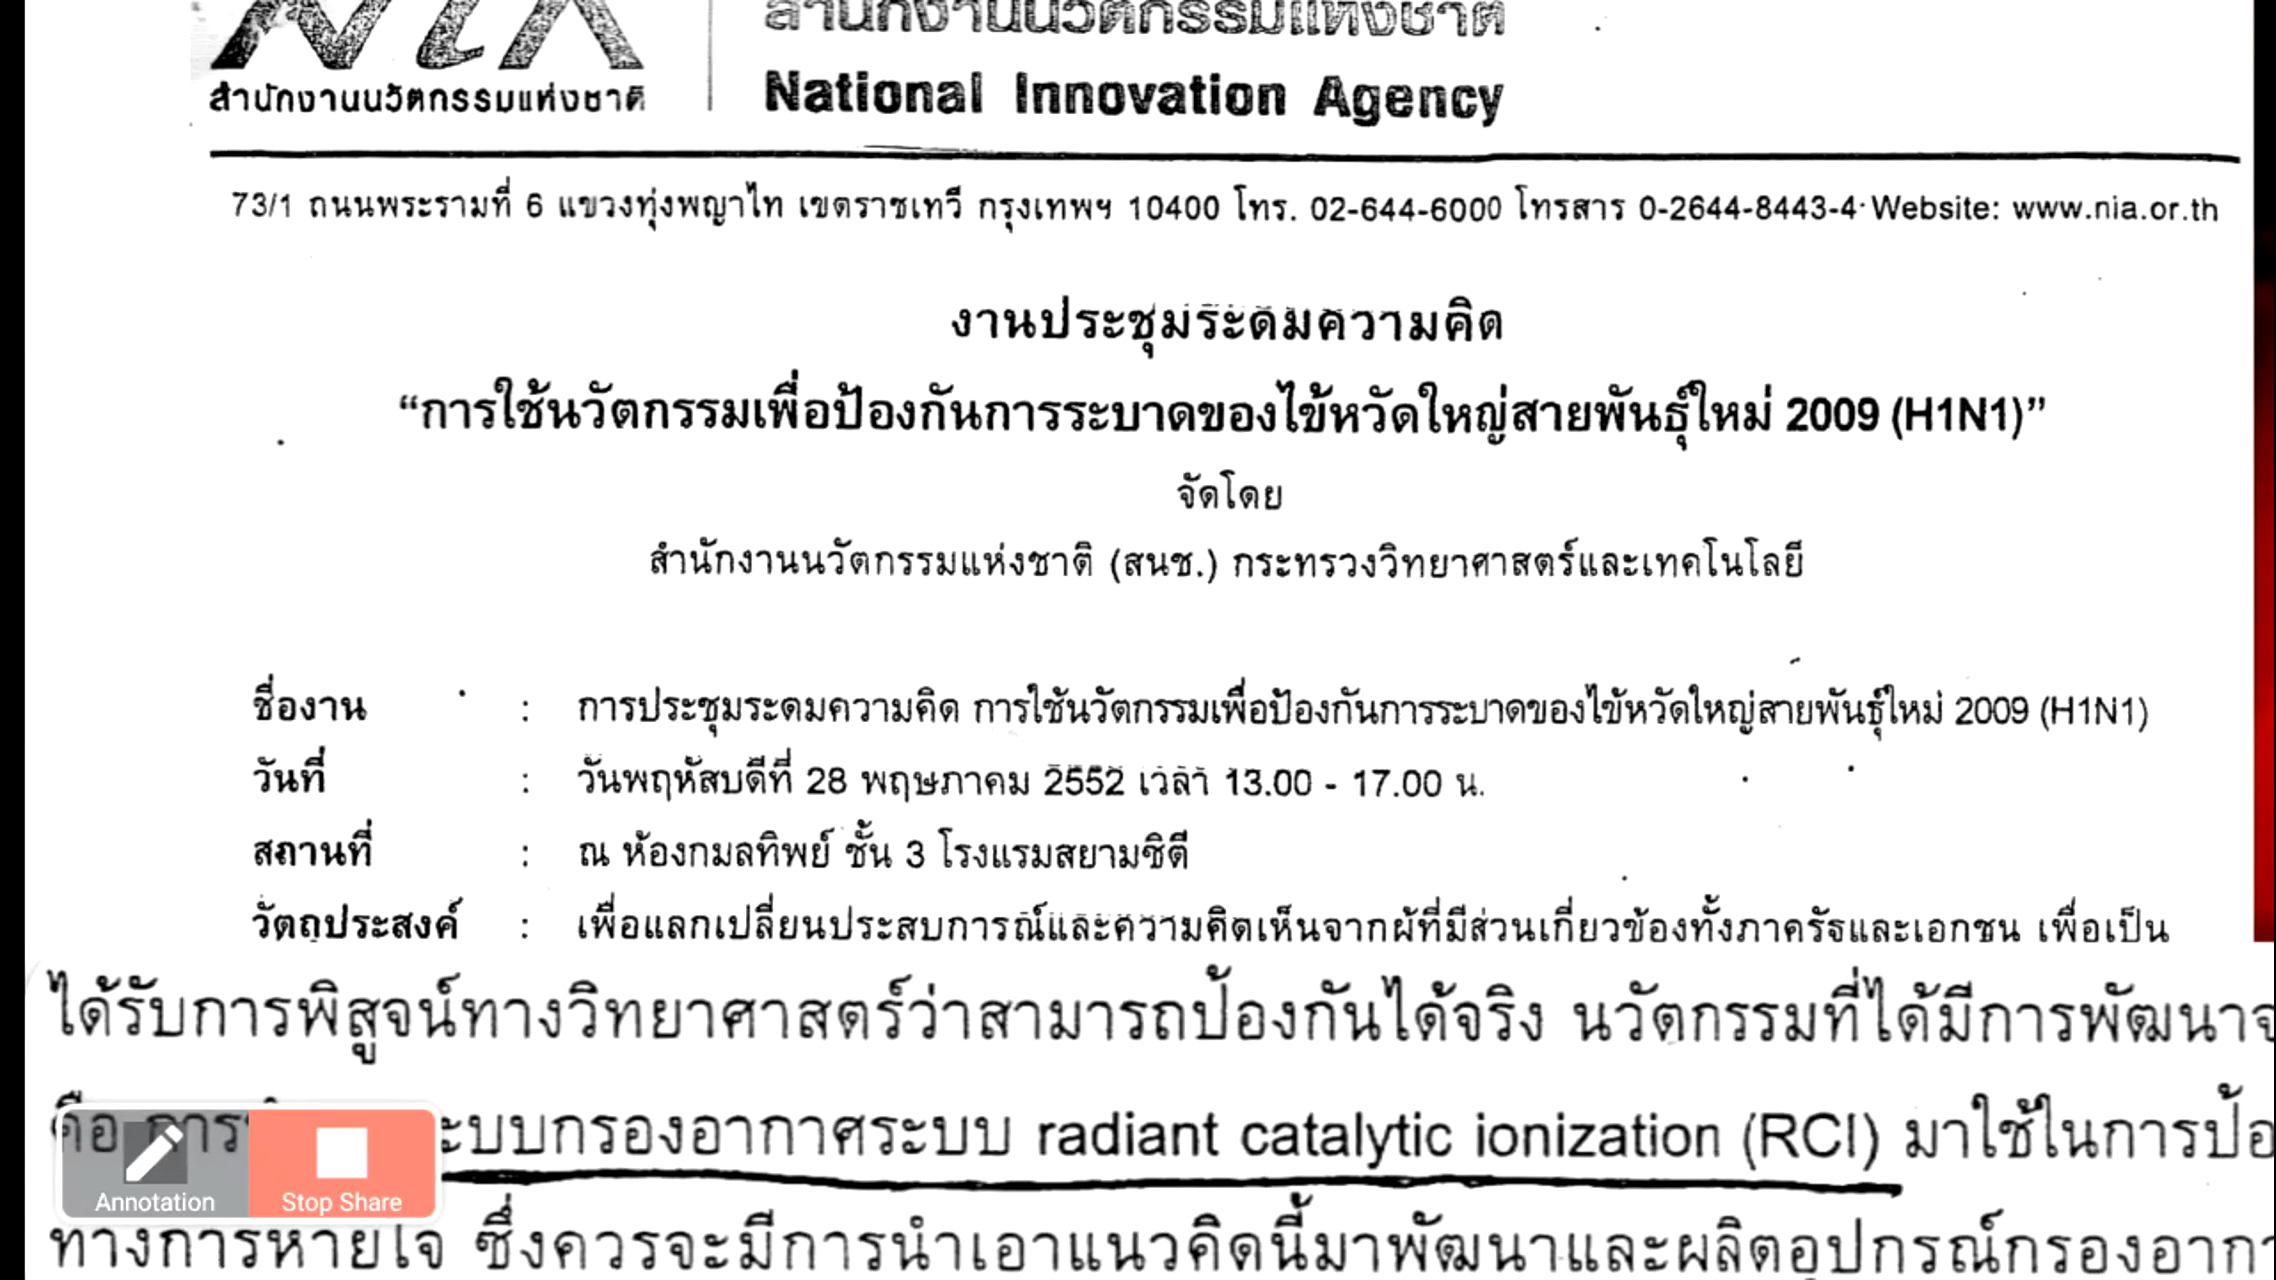 สำนักงานนวัตกรรมแห่งชาติ
National Innovation Agency
สำนักงานนวัตกรรมแห่งชาติ
73/1 ถนนพระรามที่ 6 แขวงทุ่งพญาไท เขตราชเทวี กรุงเทพฯ 10400 โทร. 02-644-6000 โทรสาร 0-2644-8443-4 Website: www.nia.or.th
งานประชุมระดมความคิด
“การใช้นวัตกรรมเพื่อป้องกันการระบาดของไข้หวัดใหญ่สายพันธุ์ใหม่ 2009 (H1N1)”
จัดโดย
สำนักงานนวัตกรรมแห่งชาติ (สนช.) กระทรวงวิทยาศาสตร์และเทคโนโลยี
ชื่องาน : การประชุมระดมความคิด การใช้นวัตกรรมเพื่อป้องกันการระบาดของไข้หวัดใหญ่สายพันธุ์ใหม่ 2009 (H1N1)
วันที่ : วันพฤหัสบดีที่ 28 พฤษภาคม 2552 เวลา 13.00 - 17.00 น.
สถานที่ : ณ ห้องกมลทิพย์ ชั้น 3 โรงแรมสยามซิตี
วัตถุประสงค์ : เพื่อแลกเปลี่ยนประสบการณ์และความคิดเห็นจากผู้ที่มีส่วนเกี่ยวข้องทั้งภาครัฐและเอกชน เพื่อเป็น
ได้รับการพิสูจน์ทางวิทยาศาสตร์ว่าสามารถป้องกันได้จริง นวัตกรรมที่ได้มีการพัฒนา
คือ การ ระบบกรองอากาศระบบ radiant catalytic ionization (RCI) มาใช้ในการป้อ
ทางการหายใจ ซึ่งควรจะมีการนำเอาแนวคิดนี้มาพัฒนาและผลิตอุปกรณ์กรองอากา
Annotation
Stop Share